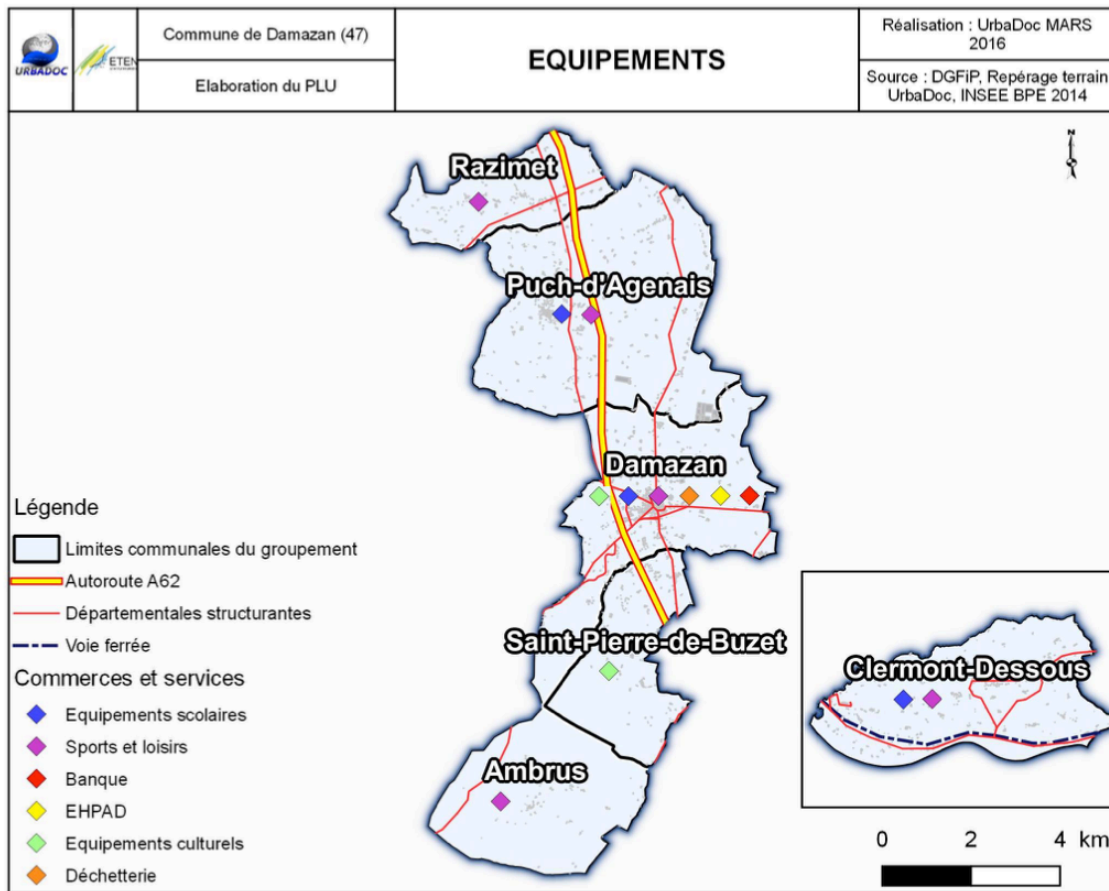 URBADOC
ETEN
Commune de Damazan (47)
Elaboration du PLU
EQUIPEMENTS
Réalisation : UrbaDoc MARS
2016
Source : DGFiP, Repérage terrain
UrbaDoc, INSEE BPE 2014
N
Razimet
Puch-d'Agenais
Damazan
Saint-Pierre-de-Buzet
Ambrus
Clermont-Dessous
Légende
Limites communales du groupement
Autoroute A62
Départementales structurantes
Voie ferrée
Commerces et services
Equipements scolaires
Sports et loisirs
Banque
EHPAD
Equipements culturels
Déchetterie
0 2 4 km